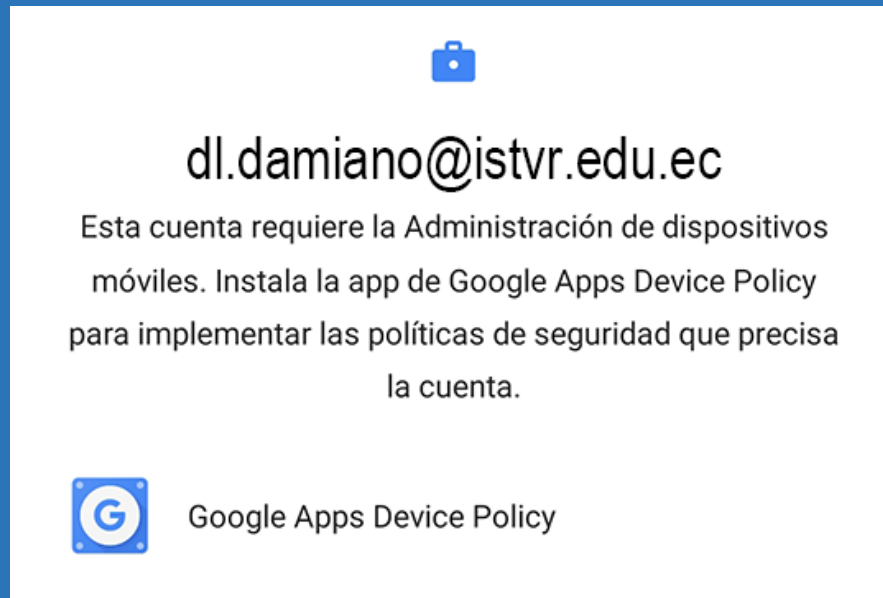 dl.damiano@istvr.edu.ec
Esta cuenta requiere la Administración de dispositivos
móviles. Instala la app de Google Apps Device Policy
para implementar las políticas de seguridad que precisa
la cuenta.
G
Google Apps Device Policy